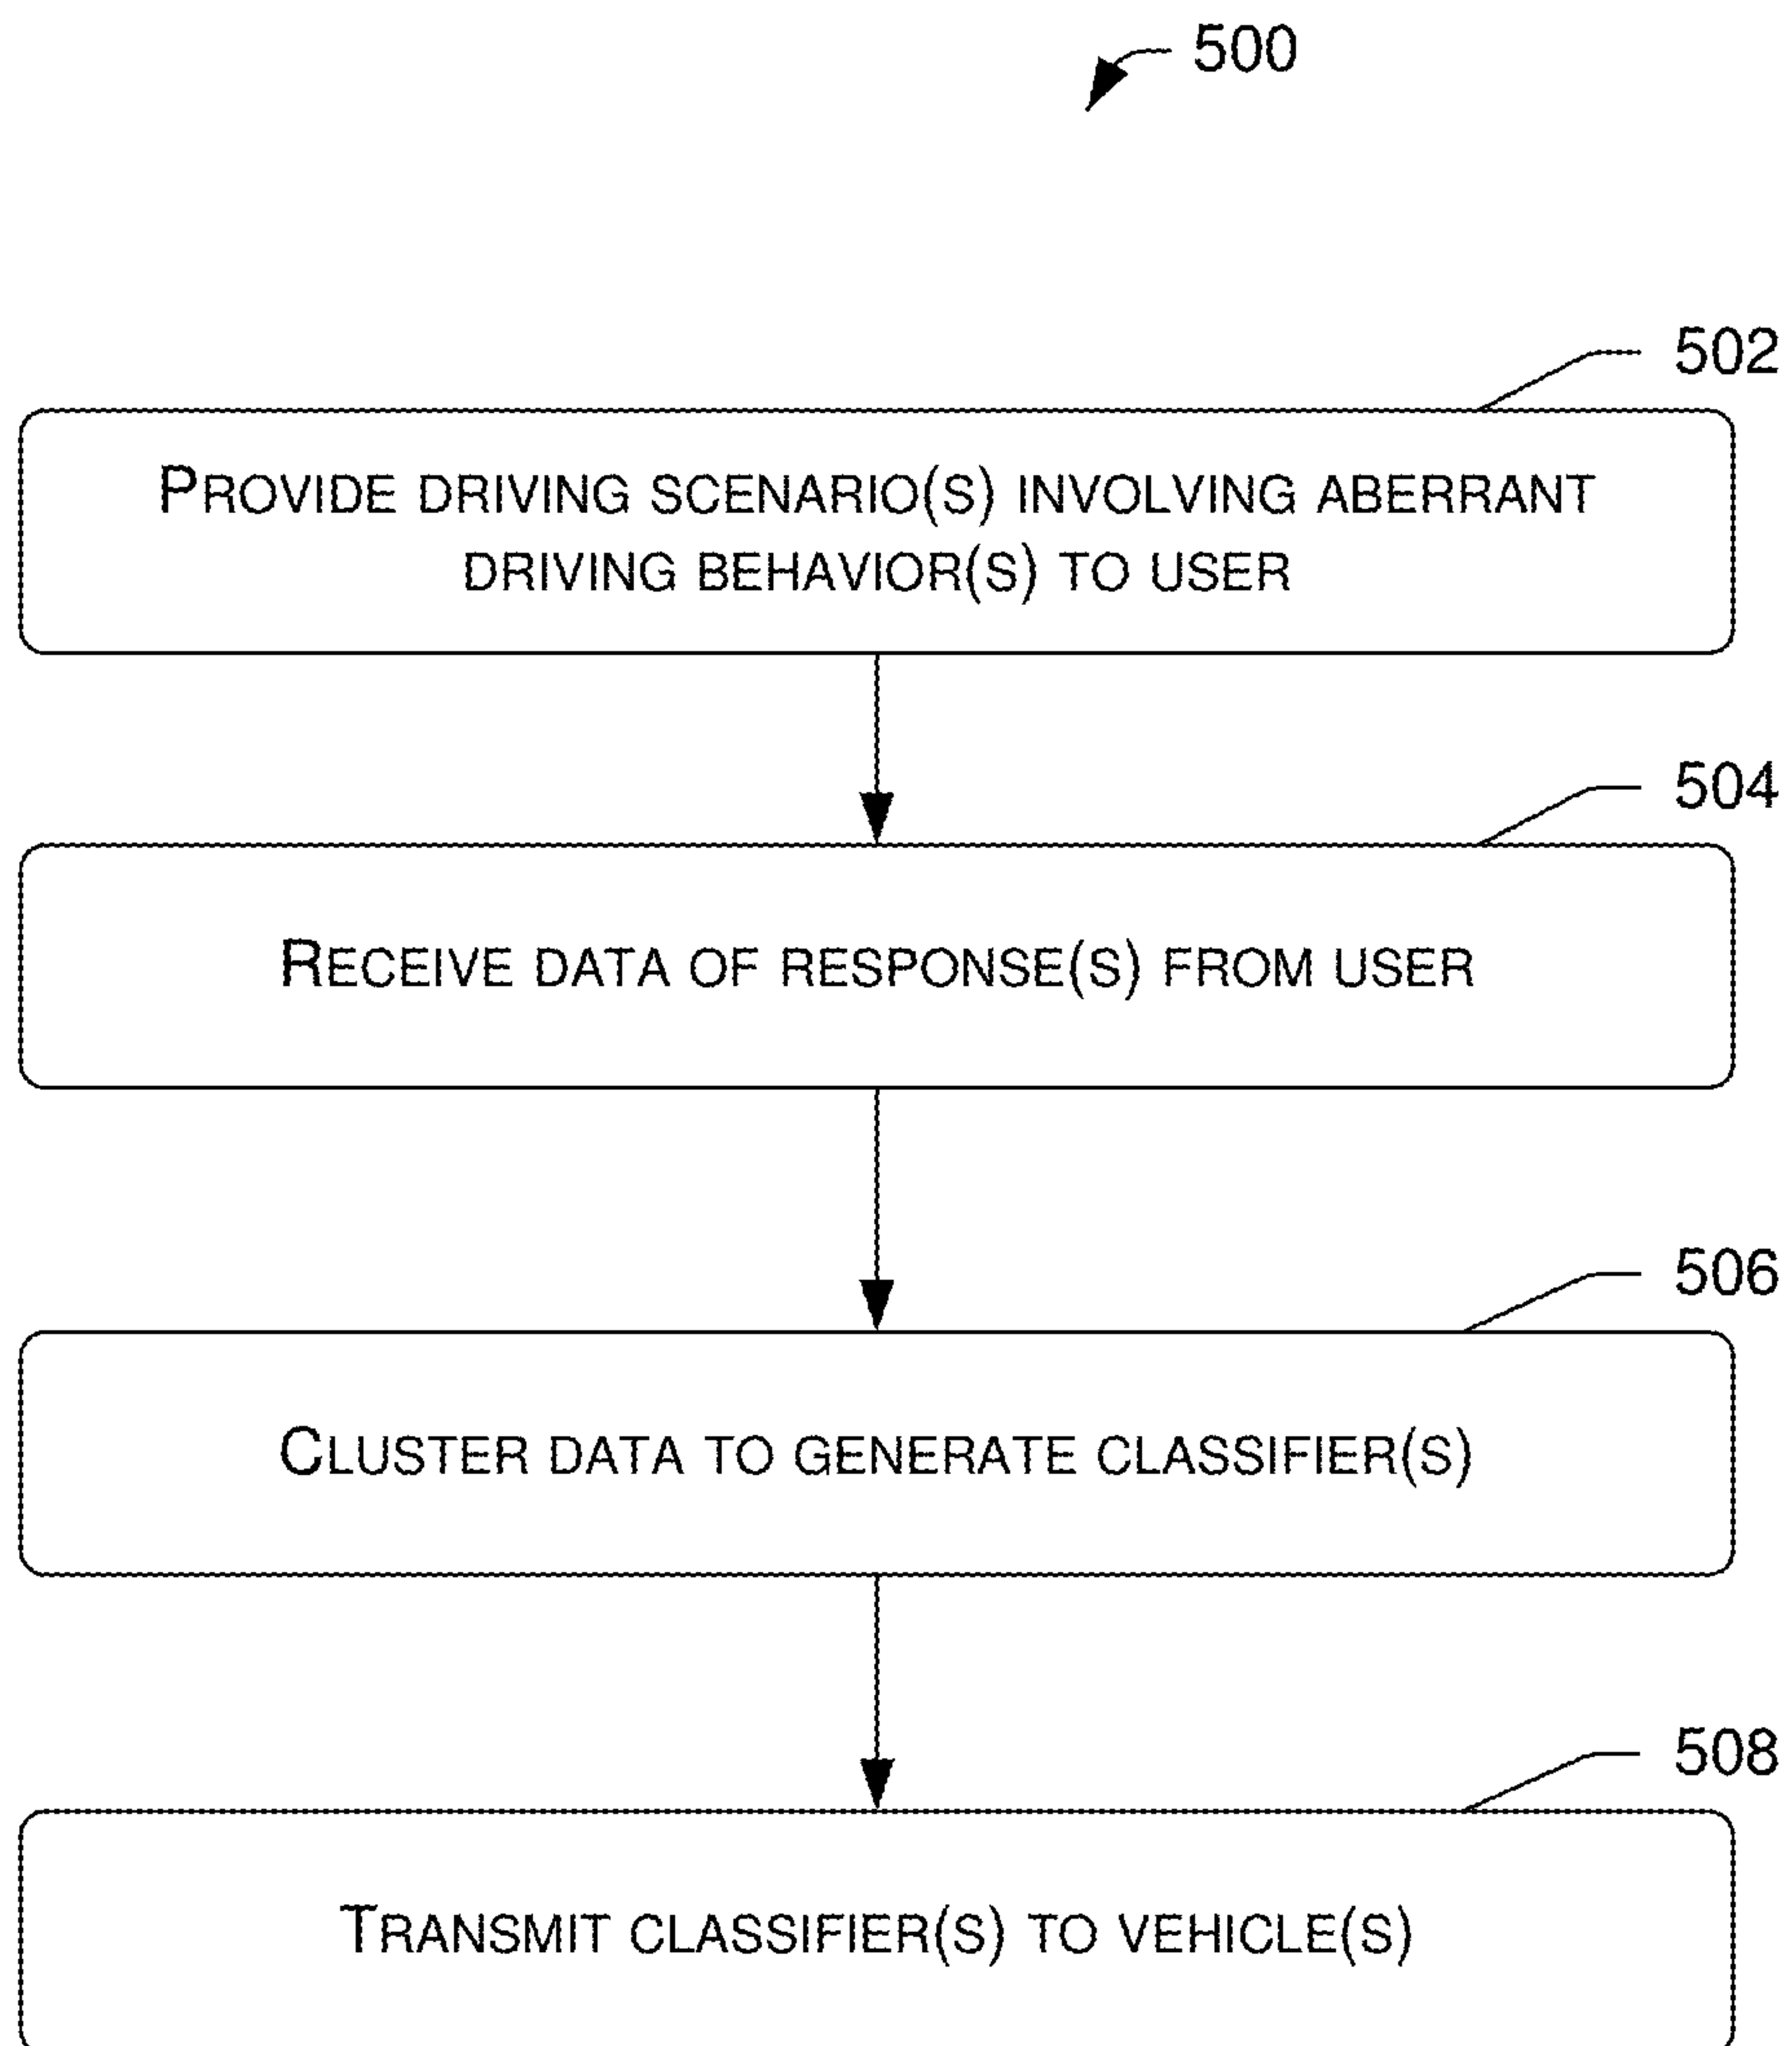 500
502
PROVIDE DRIVING SCENARIO(S) INVOLVING ABERRANT
DRIVING BEHAVIOR(S) TO USER
504
RECEIVE DATA OF RESPONSE(S) FROM USER
506
CLUSTER DATA TO GENERATE CLASSIFIER(S)
508
TRANSMIT CLASSIFIER(S) TO VEHICLE(S)